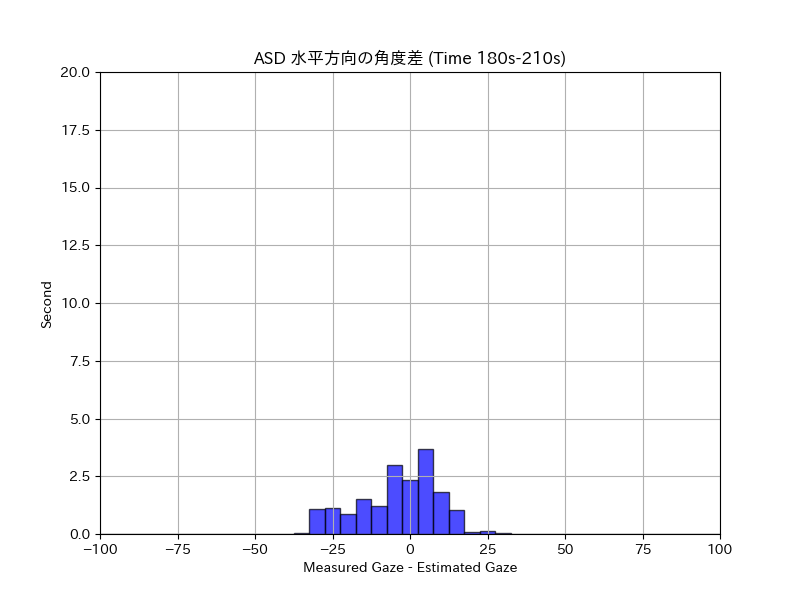 ASD 水平方向の角度差 (Time 180s-210s)
20.0
17.5
15.0
12.5
10.0
7.5
5.0
2.5
0.0
Second
−100 −75 −50 −25 0 25 50 75 100
Measured Gaze - Estimated Gaze